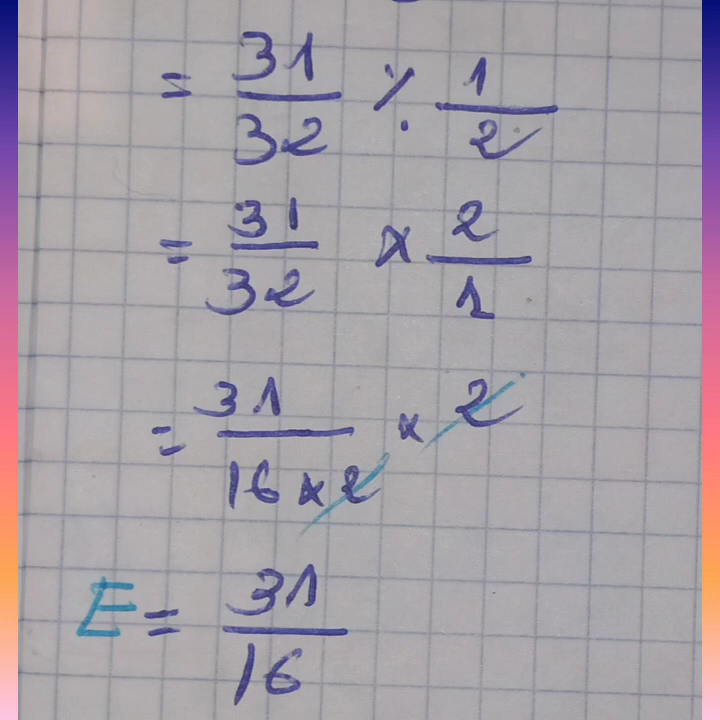 = 31/32 ÷ 1/2
= 31/32 × 2/1
= 31/16×2 × 2
E = 31/16